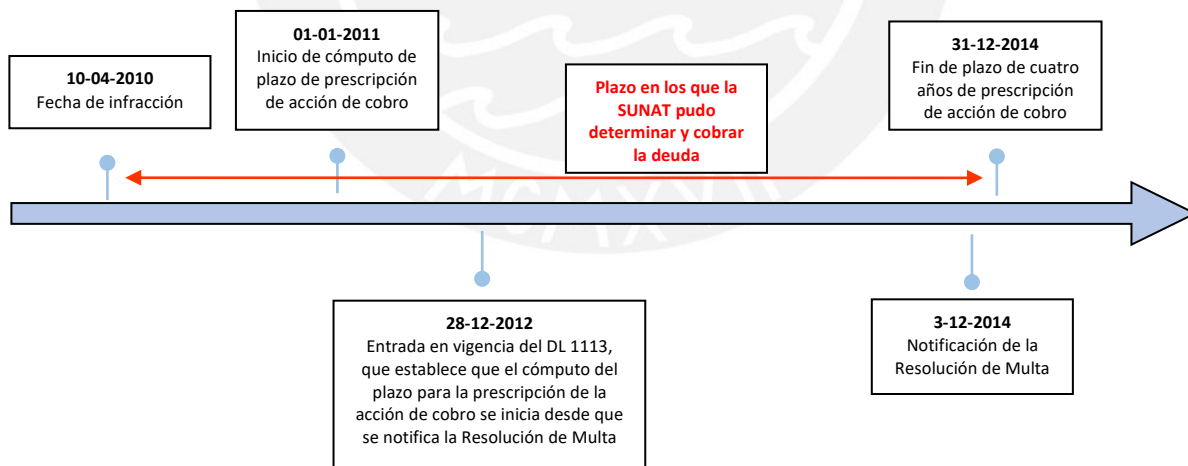 10-04-2010
Fecha de infracción
01-01-2011
Inicio de cómputo de
plazo de prescripción
de acción de cobro
Plazo en los que la
SUNAT pudo
determinar y cobrar
la deuda
31-12-2014
Fin de plazo de cuatro
años de prescripción
de acción de cobro
MCMXVII
28-12-2012
Entrada en vigencia del DL 1113,
que establece que el cómputo del
plazo para la prescripción de la
acción de cobro se inicia desde que
se notifica la Resolución de Multa
3-12-2014
Notificación de la
Resolución de Multa